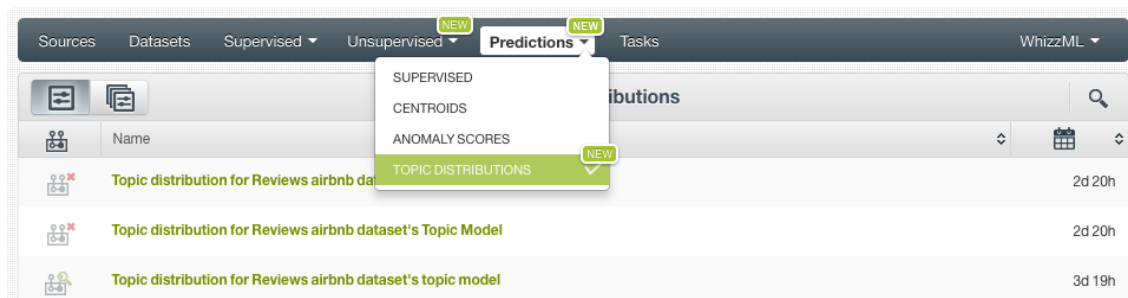 NEW NEW
Sources Datasets Supervised Unsupervised Predictions Tasks WhizzML
SUPERVISED
ibutions
CENTROIDS
Name
ANOMALY SCORES
NEW
TOPIC DISTRIBUTIONS
Topic distribution for Reviews airbnb da 2d 20h
Topic distribution for Reviews airbnb dataset's Topic Model 2d 20h
Topic distribution for Reviews airbnb dataset's topic model 3d 19h